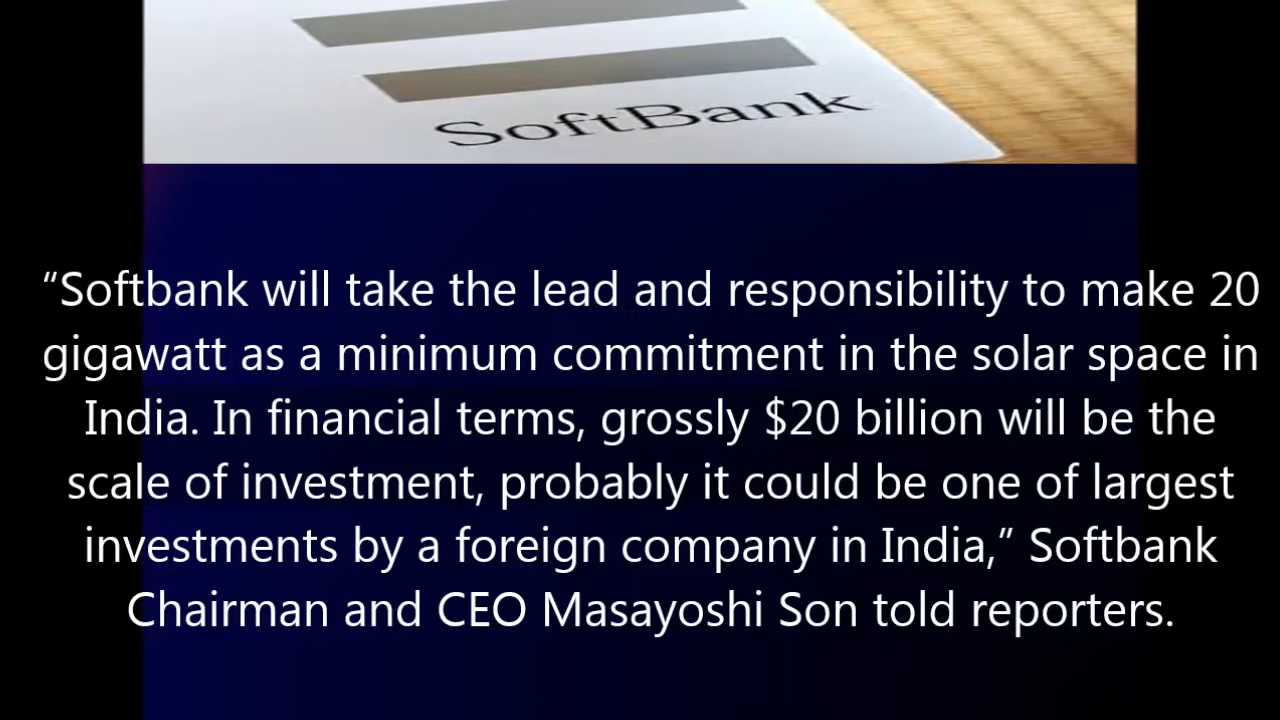 SoftBank
“Softbank will take the lead and responsibility to make 20
gigawatt as a minimum commitment in the solar space in
India. In financial terms, grossly $20 billion will be the
scale of investment, probably it could be one of largest
investments by a foreign company in India,” Softbank
Chairman and CEO Masayoshi Son told reporters.